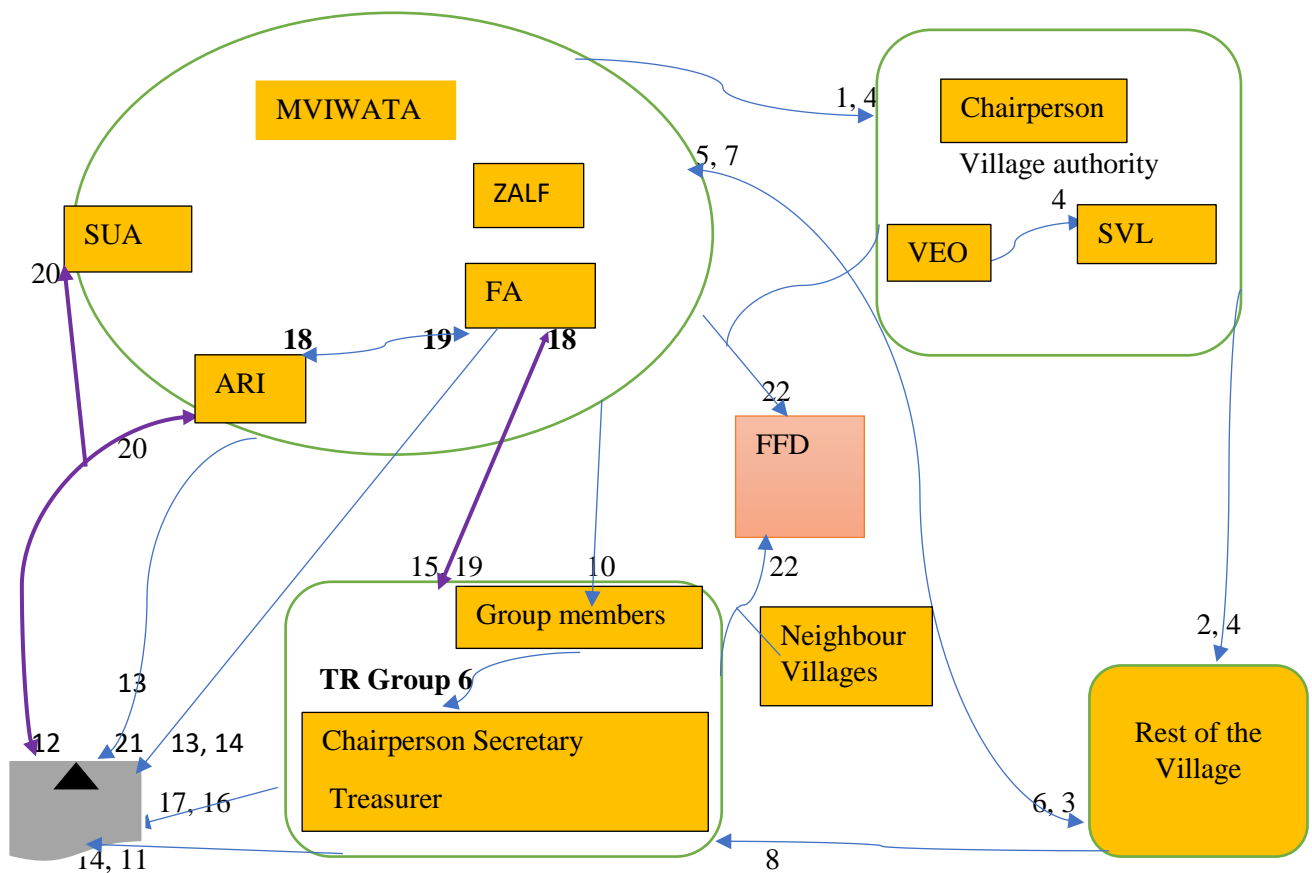 MVIWATA
1, 4
Chairperson
Village authority
5, 7
ZALF
4
SUA
SVL
VEO
20
FA
18
19
18
ARI
22
20
FFD
15, 19
10
22
Group members
Neighbour
Villages
2, 4
TR Group 6
13
Chairperson Secretary
Treasurer
Rest of the
Village
12
21
13, 14
17, 16
6, 3
14, 11
8